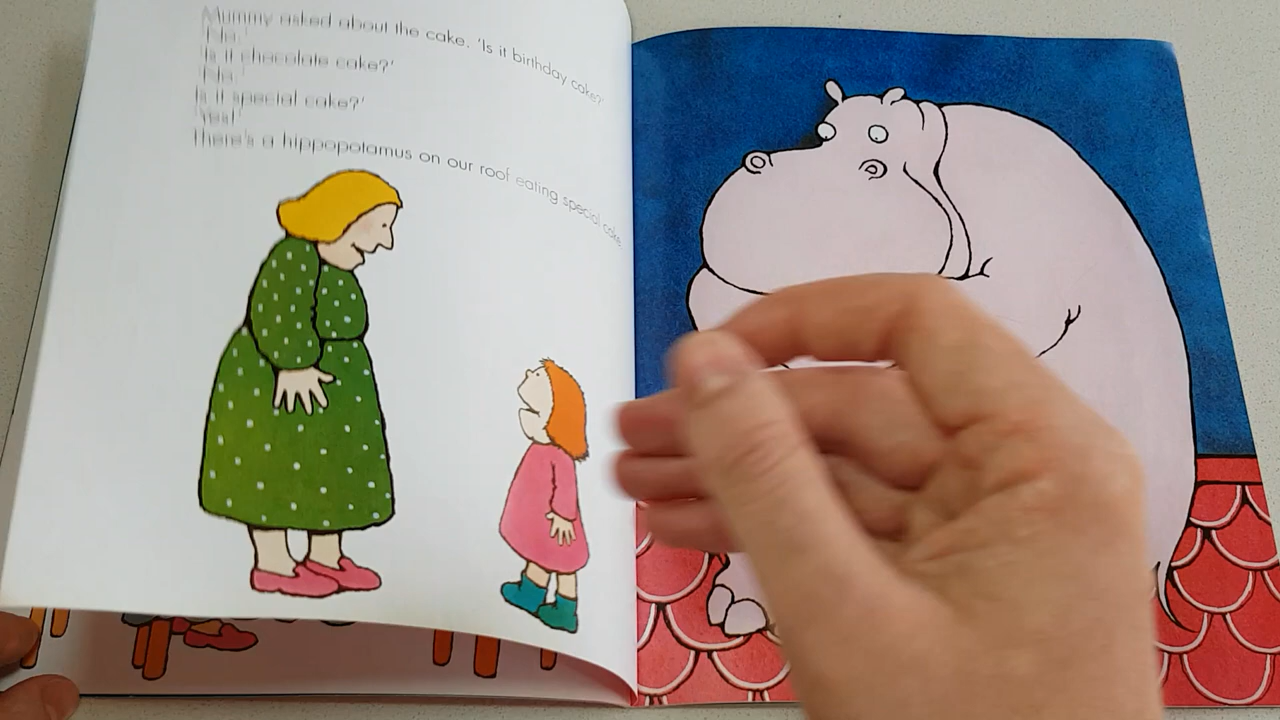 Mummy asked about the cake. 'Is it birthday cake?'
'No.'
'Is it chocolate cake?'
'No.'
'Is it special cake?'
'Yes!'
There's a hippopotamus on our roof eating special cake.